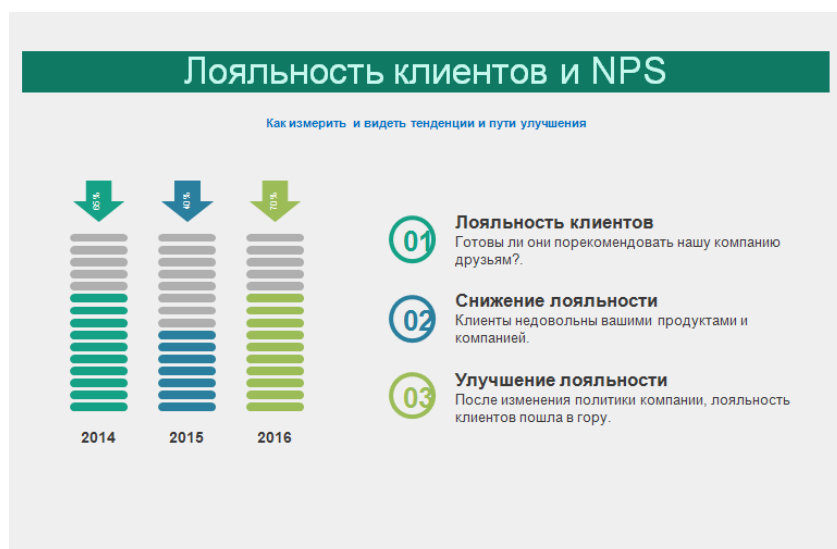 Лояльность клиентов и NPS
Как измерить и видеть тенденции и пути улучшения
65%
40%
70%
2014
2015
2016
01
Лояльность клиентов
Готовы ли они порекомендовать нашу компанию
друзьям?.
02
Снижение лояльности
Клиенты недовольны вашими продуктами и
компанией.
03
Улучшение лояльности
После изменения политики компании, лояльность
клиентов пошла в гору.